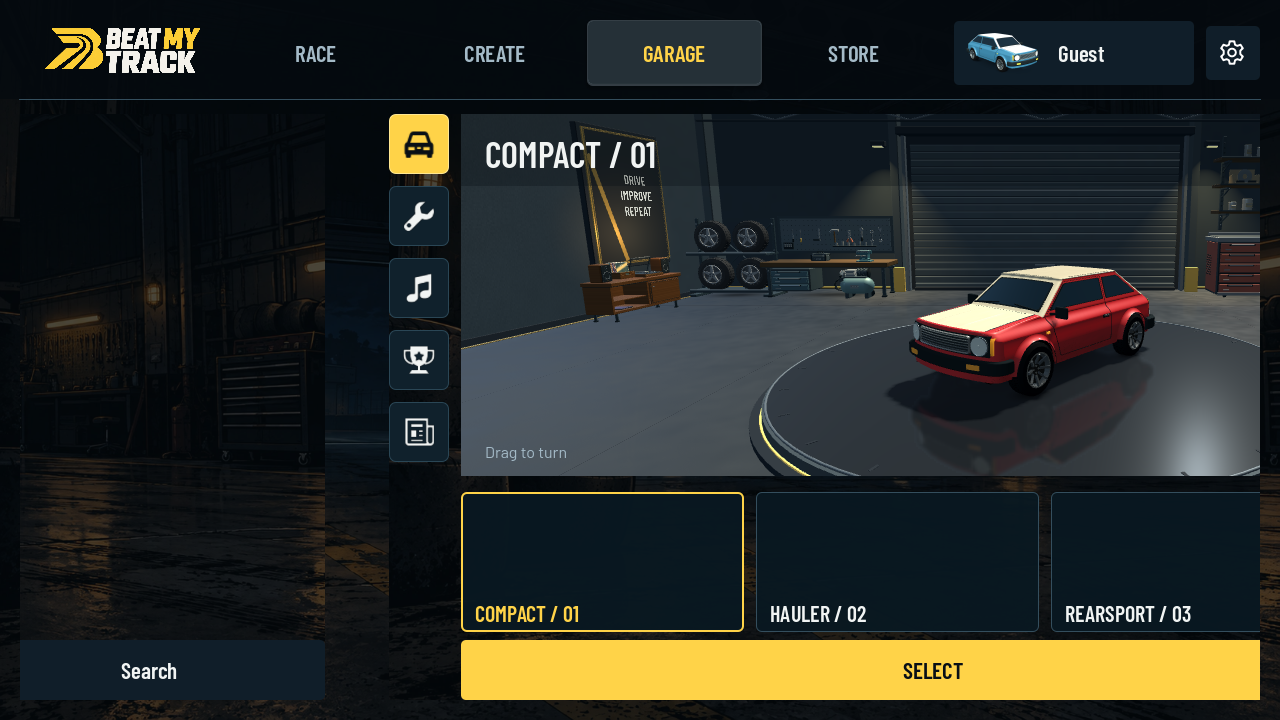 BEAT MY
TRACK
RACE
CREATE
GARAGE
STORE
Guest
COMPACT / 01
DRIVE
IMPROVE
REPEAT
Drag to turn
COMPACT / 01
HAULER / 02
REARSPORT / 03
Search
SELECT